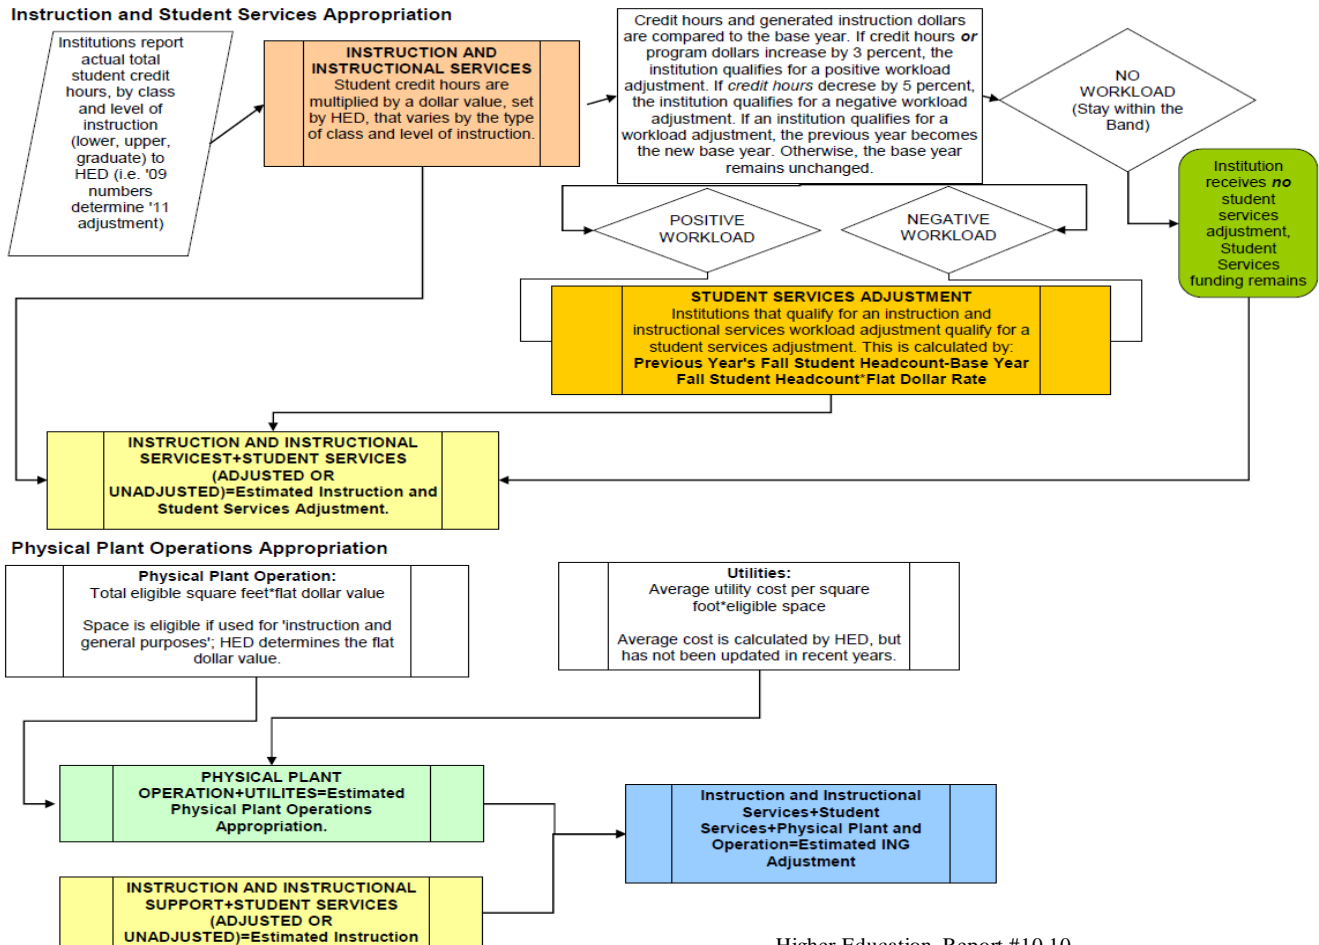 Instruction and Student Services Appropriation
Institutions report
actual total
student credit
hours, by class
and level of
instruction
(lower, upper,
graduate) to
HED (i.e. '09
numbers
determine '11
adjustment)
INSTRUCTION AND
INSTRUCTIONAL SERVICES
Student credit hours are
multiplied by a dollar value, set
by HED, that varies by the type
of class and level of instruction.
Credit hours and generated instruction dollars
are compared to the base year. If credit hours or
program dollars increase by 3 percent, the
institution qualifies for a positive workload
adjustment. If credit hours decrese by 5 percent,
the institution qualifies for a negative workload
adjustment. If an institution qualifies for a
workload adjustment, the previous year becomes
the new base year. Otherwise, the base year
remains unchanged.
NO
WORKLOAD
(Stay within the
Band)
Institution
receives no
student
services
adjustment,
Student
Services
funding remains
POSITIVE
WORKLOAD
NEGATIVE
WORKLOAD
STUDENT SERVICES ADJUSTMENT
Institutions that qualify for an instruction and
instructional services workload adjustment qualify for a
student services adjustment. This is calculated by:
Previous Year's Fall Student Headcount-Base Year
Fall Student Headcount*Flat Dollar Rate
INSTRUCTION AND INSTRUCTIONAL
SERVICEST+STUDENT SERVICES
(ADJUSTED OR
UNADJUSTED)=Estimated Instruction and
Student Services Adjustment.
Physical Plant Operations Appropriation
Physical Plant Operation:
Total eligible square feet*flat dollar value
Space is eligible if used for 'instruction and
general purposes'; HED determines the flat
dollar value.
Utilities:
Average utility cost per square
foot*eligible space
Average cost is calculated by HED, but
has not been updated in recent years.
PHYSICAL PLANT
OPERATION+UTILITES=Estimated
Physical Plant Operations
Appropriation.
Instruction and Instructional
Services+Student
Services+Physical Plant and
Operation=Estimated ING
Adjustment
INSTRUCTION AND INSTRUCTIONAL
SUPPORT+STUDENT SERVICES
(ADJUSTED OR
UNADJUSTED)=Estimated Instruction
Higher Education, Report #10.10